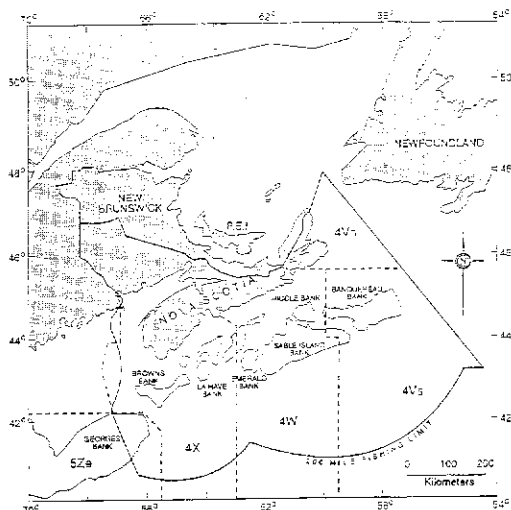 66°
62°
54°
50°
NEWFOUNDLAND
48°
NEW
BRUNSWICK
P.E.I.
4Vn
46°
NOVA SCOTIA
MIDDLE BANK
BANQUEREAU
BANK
N
44°
SABLE ISLAND
BANK
BROWNS
BANK
LA HAVE
BANK
EMERALD
BANK
4Vs
42°
4W
GEORGES
BANK
4X
5Ze
200 MILE FISHING LIMIT
0 100 200
Kilometers
62°